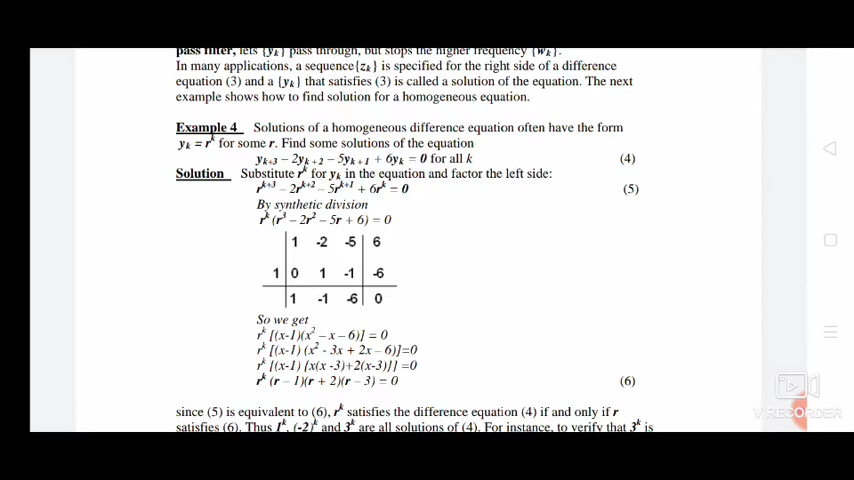 pass filter, lets {yk} pass through, but stops the higher frequency {wk}.
In many applications, a sequence{zk} is specified for the right side of a difference
equation (3) and a {yk} that satisfies (3) is called a solution of the equation. The next
example shows how to find solution for a homogeneous equation.
Example 4 Solutions of a homogeneous difference equation often have the form
yk = r^k for some r. Find some solutions of the equation
yk+3 – 2yk+2 – 5yk+1 + 6yk = 0 for all k (4)
Solution Substitute r^k for yk in the equation and factor the left side:
r^k+3 – 2r^k+2 – 5r^k+1 + 6r^k = 0 (5)
By synthetic division
r^k (r^3 – 2r^2 – 5r + 6) = 0
1 -2 -5 6
1 0 1 -1 -6
1 -1 -6 0
So we get
r^k [(x-1)(x^2 – x – 6)] = 0
r^k [(x-1) (x^2 - 3x + 2x – 6)]=0
r^k [(x-1) {x(x -3)+2(x-3)}] =0
r^k (r – 1)(r + 2)(r – 3) = 0 (6)
since (5) is equivalent to (6), r^k satisfies the difference equation (4) if and only if r
satisfies (6). Thus 1^k, (-2)^k and 3^k are all solutions of (4). For instance, to verify that 3^k is
V RECORDER